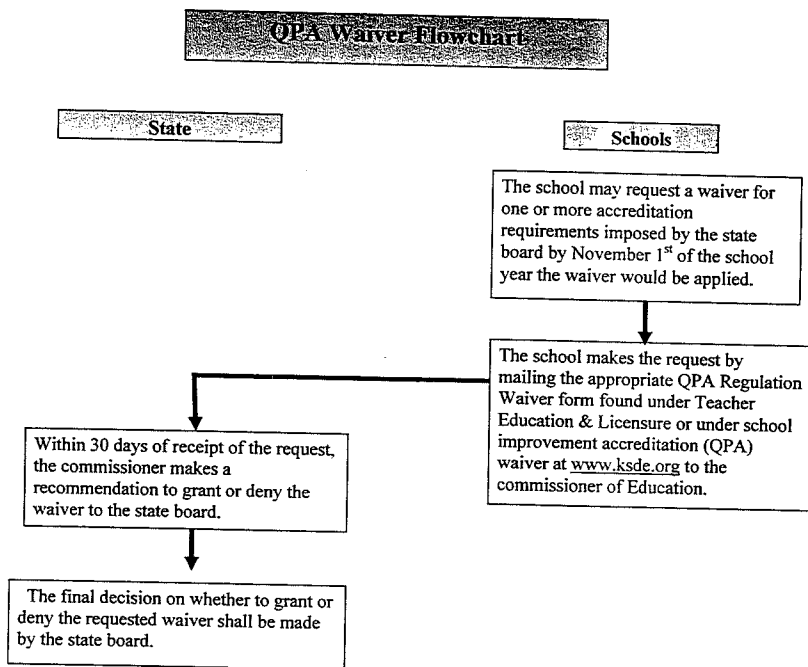 QPA Waiver Flowchart
State
Schools
The school may request a waiver for
one or more accreditation
requirements imposed by the state
board by November 1st of the school
year the waiver would be applied.
The school makes the request by
mailing the appropriate QPA Regulation
Waiver form found under Teacher
Education & Licensure or under school
improvement accreditation (QPA)
waiver at www.ksde.org to the
commissioner of Education.
Within 30 days of receipt of the request,
the commissioner makes a
recommendation to grant or deny the
waiver to the state board.
The final decision on whether to grant or
deny the requested waiver shall be made
by the state board.